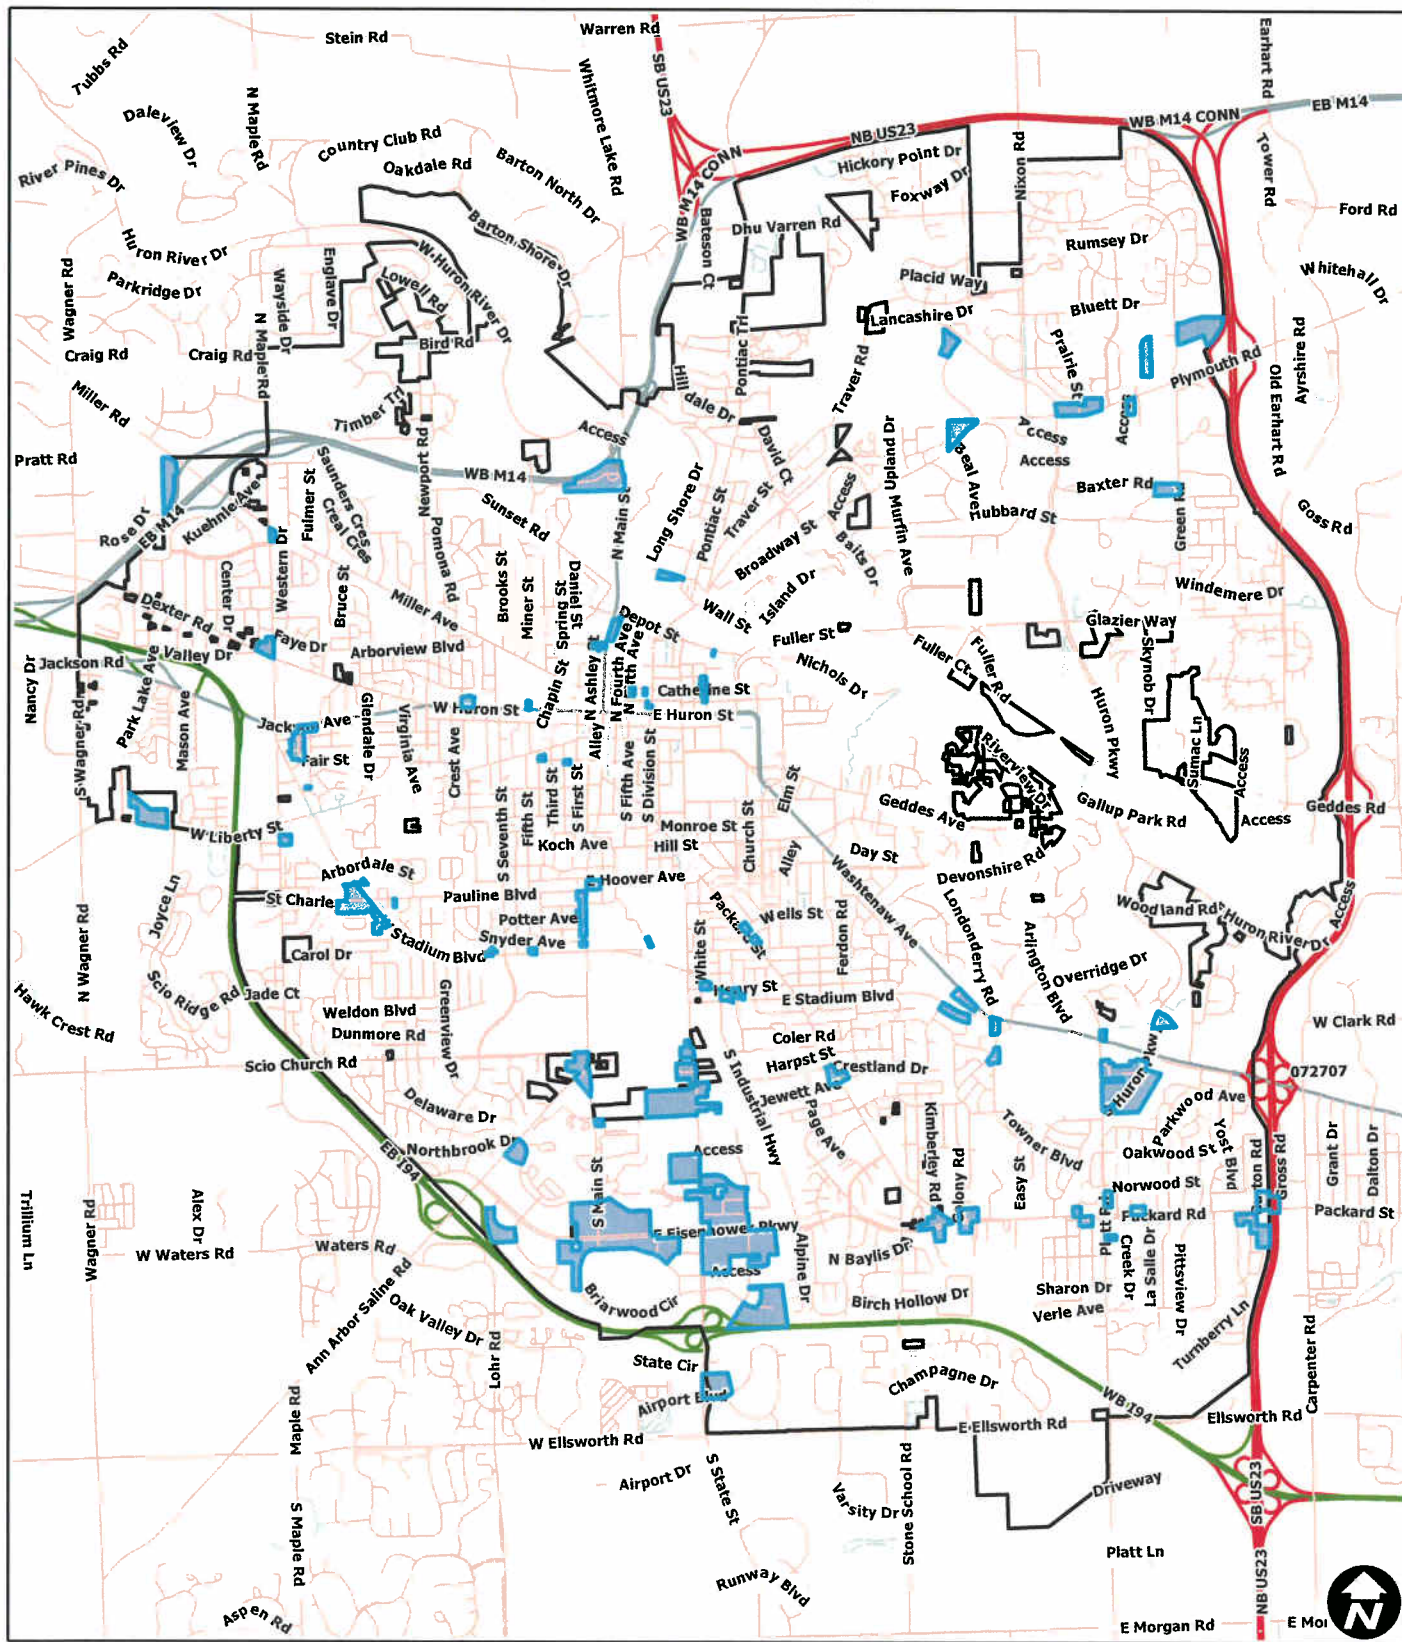 Warren Rd
Stein Rd
Tubbs Rd
Earhart Rd
SB US23
Whitmore Lake Rd
N Maple Rd
Daleview Dr
EB M14
WB M14 CONN
NB US23
Country Club Rd
Oakdale Rd
Barton North Dr
WB M14 CONN
Hickory Point Dr
Nixon Rd
Tower Rd
River Pines Dr
Foxway Dr
Ford Rd
Barton Shore Dr
Bateson Ct
Dhu Varren Rd
Huron River Dr
W Huron River Dr
Rumsey Dr
Wagner Rd
Parkridge Dr
Wayside Dr
Englave Dr
Lowell Rd
Placid Way
Whitehall Dr
Bluett Dr
Lancashire Dr
N Maple Rd
Craig Rd
Craig Rd
Bird Rd
Pontiac Trl
Traver Rd
Prairie St
Plymouth Rd
Ayrshire Rd
Old Earhart Rd
Miller Rd
Hilldale Dr
Timber Trl
Access
David Ct
Upland Dr
Access
Access
Access
Pratt Rd
Newport Rd
WB M14
Saunders Cres
Creal Cres
Fulmer St
Long Shore Dr
Pontiac St
Traver St
Access
Murfin Ave
Beal Ave
Baxter Rd
Green Rd
Rose Dr
EB M14
Kuehnle Ave
Sunset Rd
N Main St
Broadway St
Baits Dr
Hubbard St
Goss Rd
Pomona Rd
Western Dr
Center Dr
Bruce St
Miller Ave
Brooks St
Miner St
Daniel St
Spring St
Island Dr
Windemere Dr
Dexter Rd
Depot St
Wall St
Fuller St
Glazier Way
Faye Dr
Arborview Blvd
N Ashley St
N Fourth Ave
N Fifth Ave
Nichols Dr
Fuller Ct
Fuller Rd
Skynob Dr
Jackson Rd
Valley Dr
Nancy Dr
Park Lake Ave
Mason Ave
Chapin St
Catherine St
Huron Pkwy
Jackson Ave
Glendale Dr
Virginia Ave
W Huron St
E Huron St
Sumac Ln
Access
S Wagner Rd
Fair St
Crest Ave
Alley
Riverview Dr
S Fifth Ave
S Division St
Third St
S First St
Elm St
Geddes Ave
Gallup Park Rd
Geddes Rd
Access
W Liberty St
S Seventh St
Fifth St
Monroe St
Church St
Koch Ave
Hill St
Alley
Day St
Devonshire Rd
Arbordale St
Hoover Ave
Washtenaw Ave
Access
Joyce Ln
St Charles
Pauline Blvd
Packard St
Wells St
Woodland Rd
N Wagner Rd
Potter Ave
Ferdon Rd
Londonderry Rd
Arlington Blvd
Huron River Dr
W Stadium Blvd
Snyder Ave
White St
Carol Dr
Overridge Dr
Scio Ridge Rd
Jade Ct
Henry St
E Stadium Blvd
Hawk Crest Rd
Greenview Dr
Weldon Blvd
Dunmore Rd
W Clark Rd
Scio Church Rd
Coler Rd
Harpst St
S Industrial Hwy
Crestland Dr
Huron Pkwy
072707
Jewett Ave
Delaware Dr
Page Ave
Kimberley Rd
Parkwood Ave
Towner Blvd
Northbrook Dr
EB I94
Access
Oakwood St
Yost Blvd
Carlton Rd
Gross Rd
Grant Dr
Dalton Dr
Trillium Ln
Wagner Rd
Alex Dr
S Main St
Colony Rd
Easy St
Norwood St
Packard Rd
Packard St
W Waters Rd
Waters Rd
E Eisenhower Pkwy
Alpine Dr
N Baylis Dr
Platt Rd
Access
Creek Dr
La Salle Dr
Pittsview Dr
Ann Arbor Saline Rd
Oak Valley Dr
Briarwood Cir
Birch Hollow Dr
Sharon Dr
Verle Ave
Turnberry Ln
Lohr Rd
State Cir
Champagne Dr
Carpenter Rd
Maple Rd
Airport Blvd
WB I94
Ellsworth Rd
W Ellsworth Rd
E Ellsworth Rd
Airport Dr
S State St
Varsity Dr
Stone School Rd
Driveway
SB US23
S Maple Rd
Platt Ln
Runway Blvd
NB US23
Aspen Rd
E Morgan Rd
E Mor
N